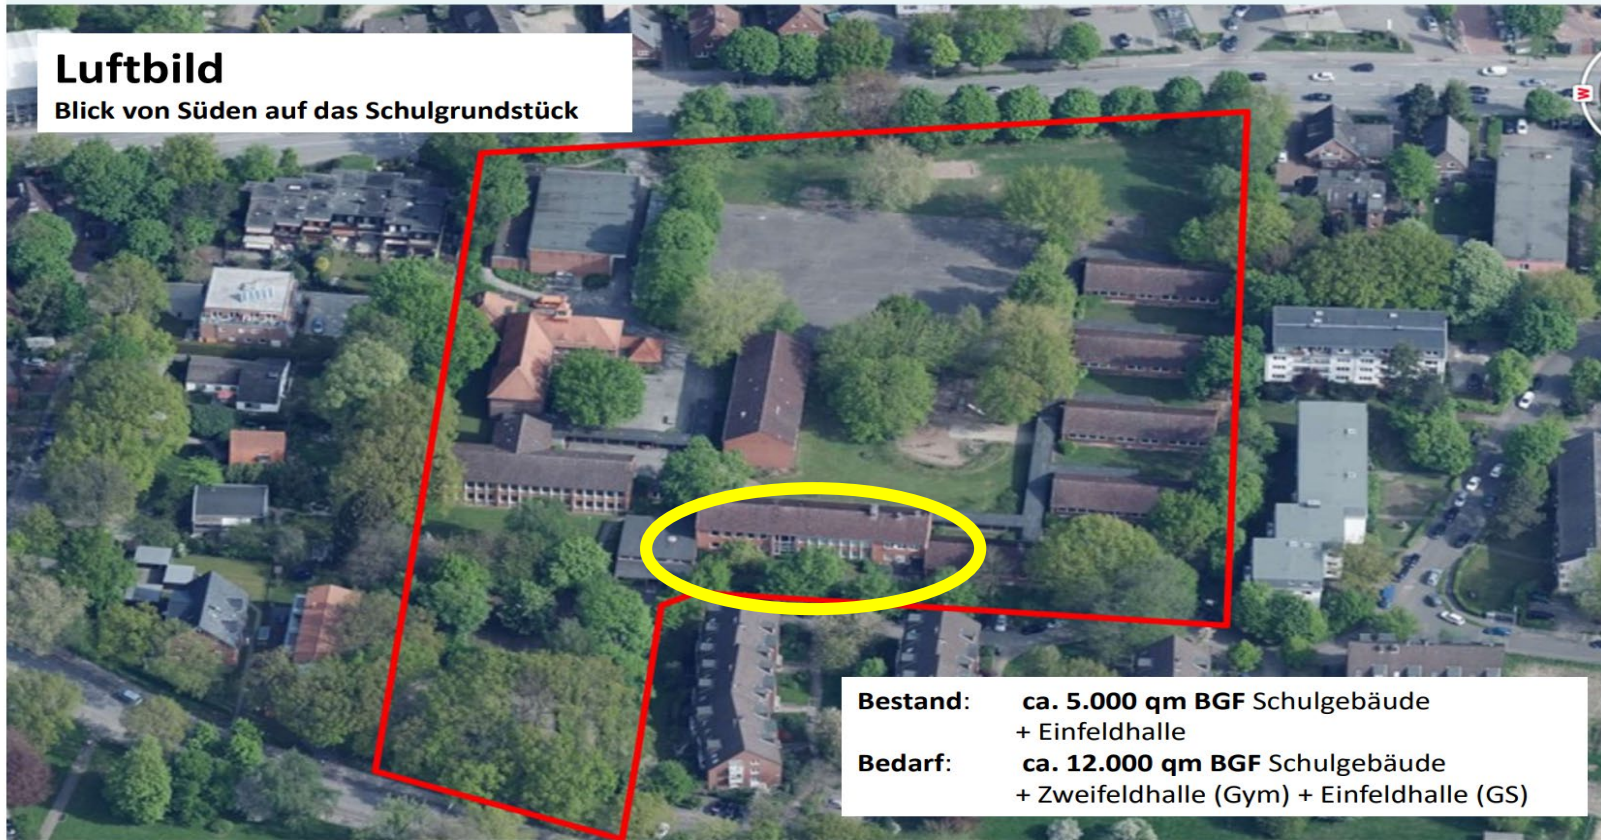 Luftbild
Blick von Süden auf das Schulgrundstück
W
Bestand: ca. 5.000 qm BGF Schulgebäude
+ Einfeldhalle
Bedarf: ca. 12.000 qm BGF Schulgebäude
+ Zweifeldhalle (Gym) + Einfeldhalle (GS)